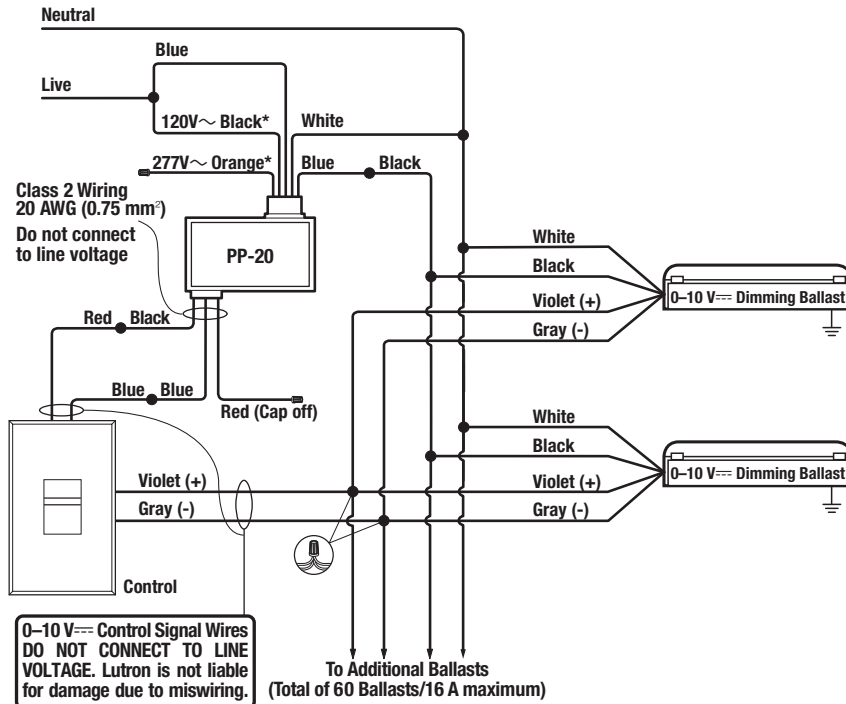 Neutral
Blue
Live
120V~ Black*
White
277V~ Orange*
Blue
Black
Class 2 Wiring
20 AWG (0.75 mm²)
Do not connect
to line voltage
PP-20
White
Black
Violet (+)
Gray (-)
0–10 V⎓ Dimming Ballast
Red
Black
Blue
Blue
Red (Cap off)
White
Black
Violet (+)
Gray (-)
0–10 V⎓ Dimming Ballast
Violet (+)
Gray (-)
Control
0–10 V⎓ Control Signal Wires
DO NOT CONNECT TO LINE
VOLTAGE. Lutron is not liable
for damage due to miswiring.
To Additional Ballasts
(Total of 60 Ballasts/16 A maximum)